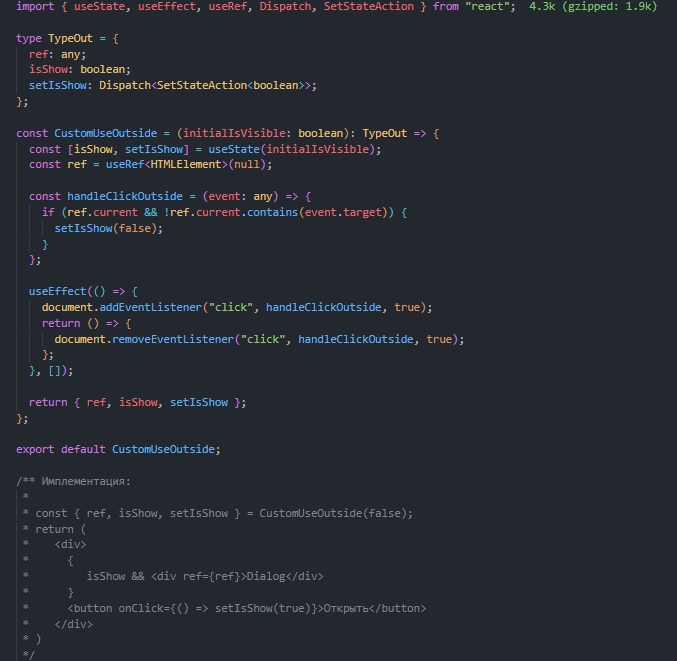 import { useState, useEffect, useRef, Dispatch, SetStateAction } from "react";  4.3k (gzipped: 1.9k)

type TypeOut = {
  ref: any;
  isShow: boolean;
  setIsShow: Dispatch<SetStateAction<boolean>>;
};

const CustomUseOutside = (initialIsVisible: boolean): TypeOut => {
  const [isShow, setIsShow] = useState(initialIsVisible);
  const ref = useRef<HTMLElement>(null);

  const handleClickOutside = (event: any) => {
    if (ref.current && !ref.current.contains(event.target)) {
      setIsShow(false);
    }
  };

  useEffect(() => {
    document.addEventListener("click", handleClickOutside, true);
    return () => {
      document.removeEventListener("click", handleClickOutside, true);
    };
  }, []);

  return { ref, isShow, setIsShow };
};

export default CustomUseOutside;

/** Имплементация:
 *
 * const { ref, isShow, setIsShow } = CustomUseOutside(false);
 * return (
 *    <div>
 *      {
 *         isShow && <div ref={ref}>Dialog</div>
 *      }
 *      <button onClick={() => setIsShow(true)}>Открыть</button>
 *    </div>
 * )
 */